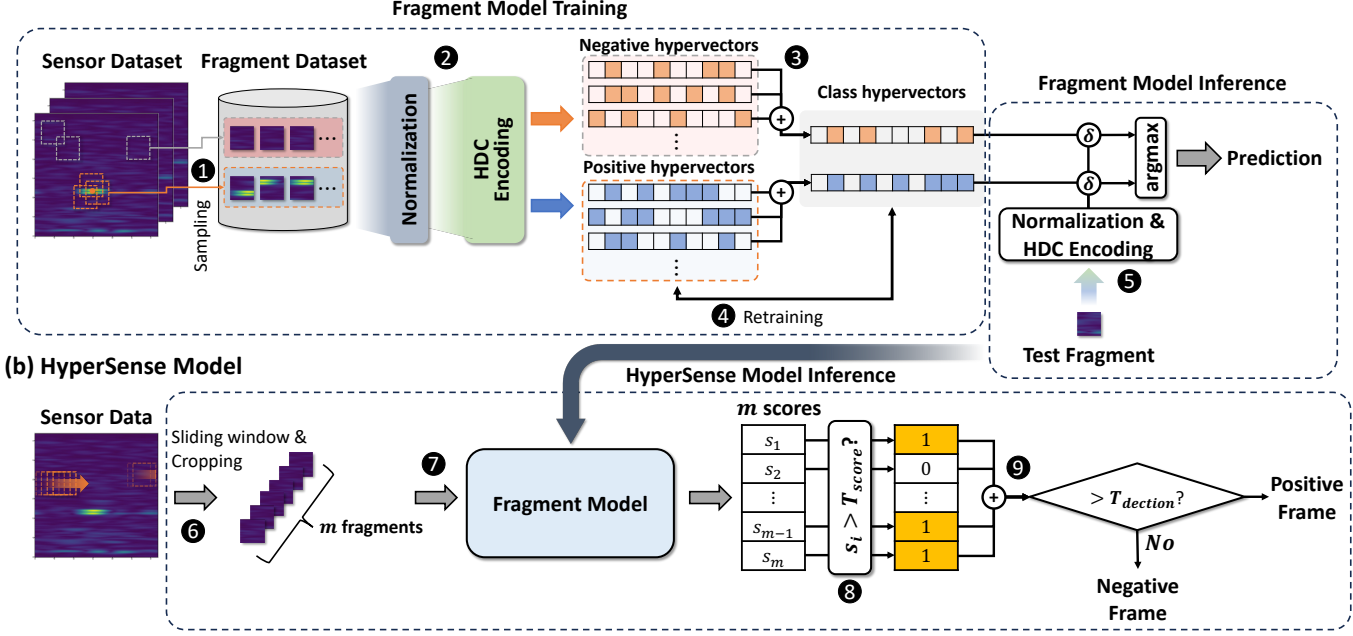 Fragment Model Training
Sensor Dataset
Fragment Dataset
1
Sampling
...
...
2
Normalization
HDC
Encoding
Negative hypervectors
3
+
⋮
Positive hypervectors
+
⋮
Class hypervectors
4 Retraining
Fragment Model Inference
δ
δ
argmax
Prediction
Normalization &
HDC Encoding
5
Test Fragment
(b) HyperSense Model
HyperSense Model Inference
Sensor Data
Sliding window &
Cropping
6
m fragments
7
Fragment Model
m scores
s₁
s₂
⋮
sₘ₋₁
sₘ
sᵢ > T_score?
8
1
0
⋮
1
1
9
+
> T_dection?
No
Positive
Frame
Negative
Frame